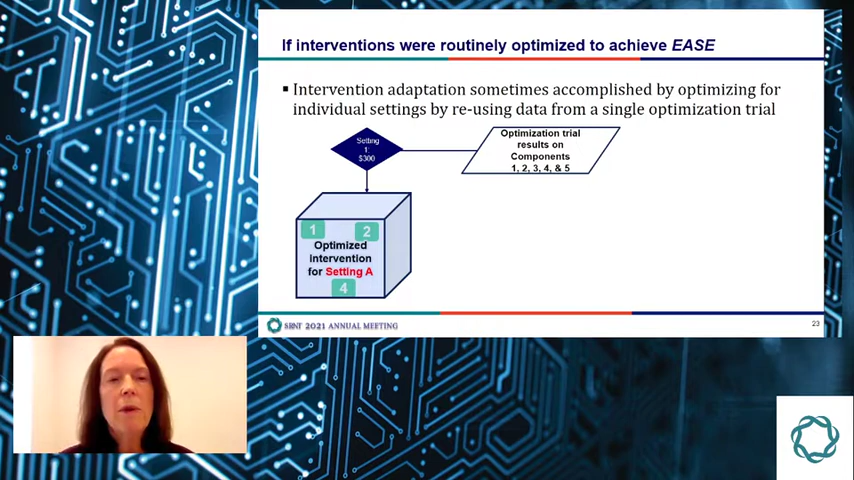 If interventions were routinely optimized to achieve EASE
▪ Intervention adaptation sometimes accomplished by optimizing for
individual settings by re-using data from a single optimization trial
Setting
1:
$300
Optimization trial
results on
Components
1, 2, 3, 4, & 5
1 2
Optimized
intervention
for Setting A
4
SRNT 2021 ANNUAL MEETING
23